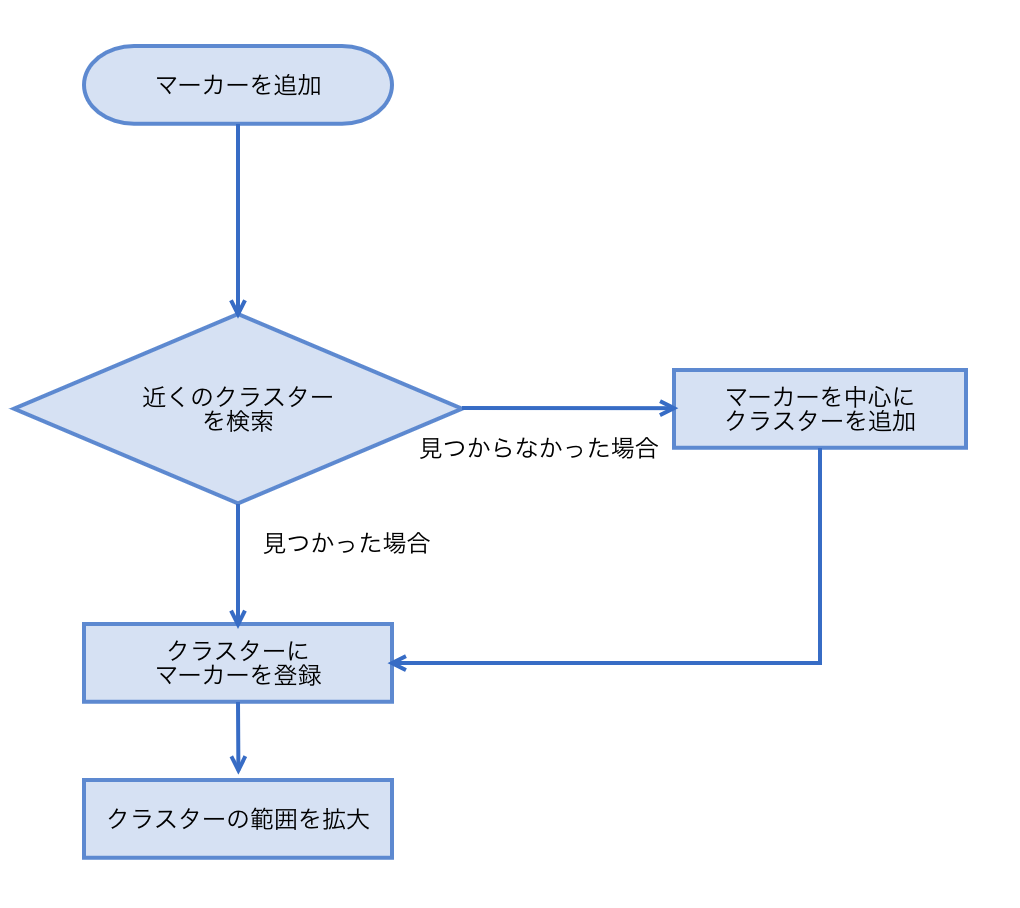 マーカーを追加
近くのクラスター
を検索
見つからなかった場合
マーカーを中心に
クラスターを追加
見つかった場合
クラスターに
マーカーを登録
クラスターの範囲を拡大